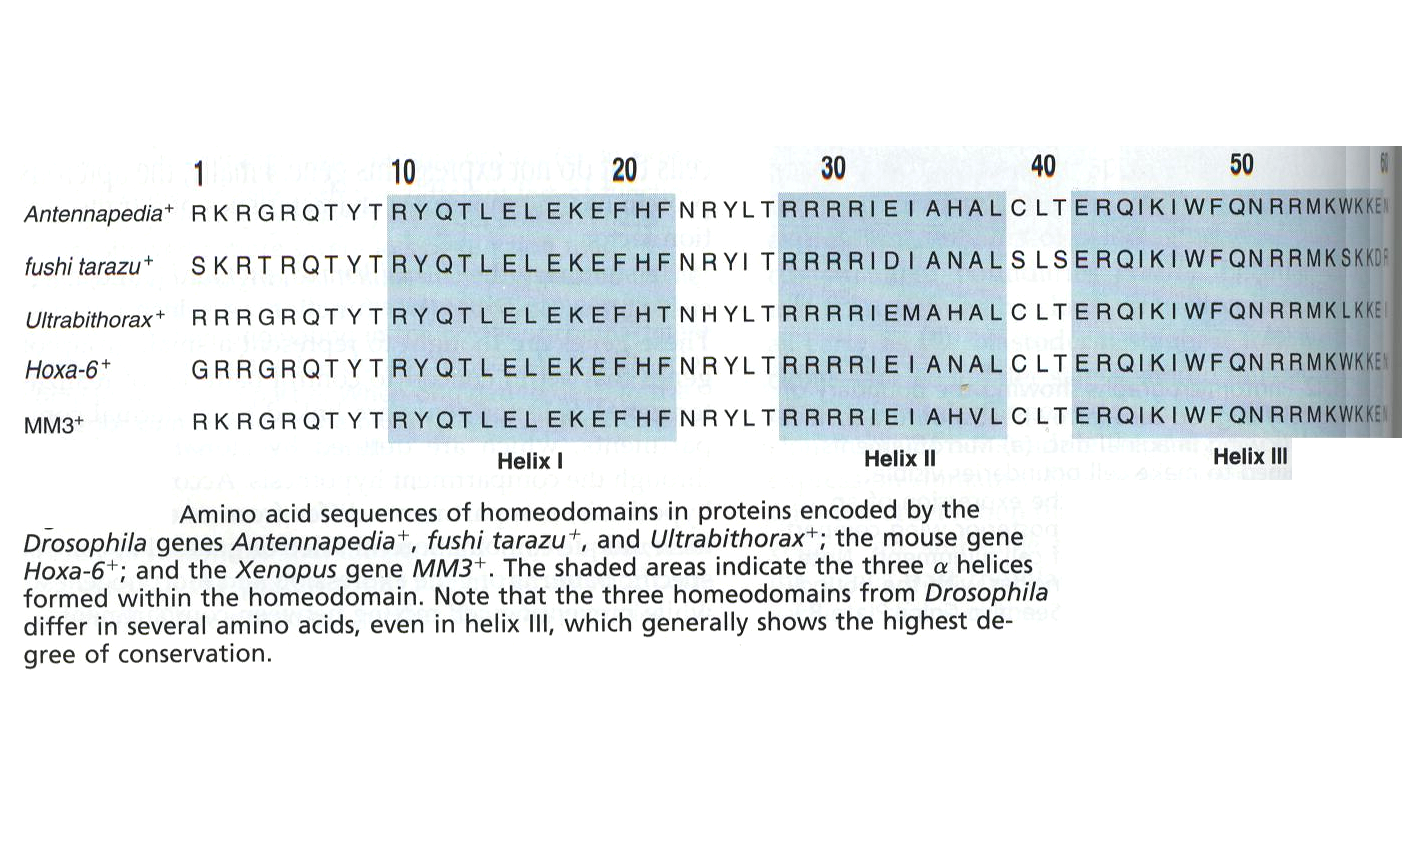 1 10 20 30 40 50 60
Antennapedia+ RKRGRQTYTRYQTLELEKEFHFNRYLTRRRRIEIAHALCLTERQIKIWFQNRRMKWKKEN
fushi tarazu+ SKRTRQTYTRYQTLELEKEFHFNRYITRRRRIDIANALSLSERQIKIWFQNRRMKSKKDR
Ultrabithorax+ RRRGRQTYTRYQTLELEKEFHTNHYLTRRRRIEMAHALCLTERQIKIWFQNRRMKLKKEI
Hoxa-6+ GRRGRQTYTRYQTLELEKEFHFNRYLTRRRRIEIANALCLTERQIKIWFQNRRMKWKKEN
MM3+ RKRGRQTYTRYQTLELEKEFHFNRYLTRRRRIEIAHVLCLTERQIKIWFQNRRMKWKKEN
Helix I Helix II Helix III
Amino acid sequences of homeodomains in proteins encoded by the
Drosophila genes Antennapedia+, fushi tarazu+, and Ultrabithorax+; the mouse gene
Hoxa-6+; and the Xenopus gene MM3+. The shaded areas indicate the three α helices
formed within the homeodomain. Note that the three homeodomains from Drosophila
differ in several amino acids, even in helix III, which generally shows the highest de-
gree of conservation.